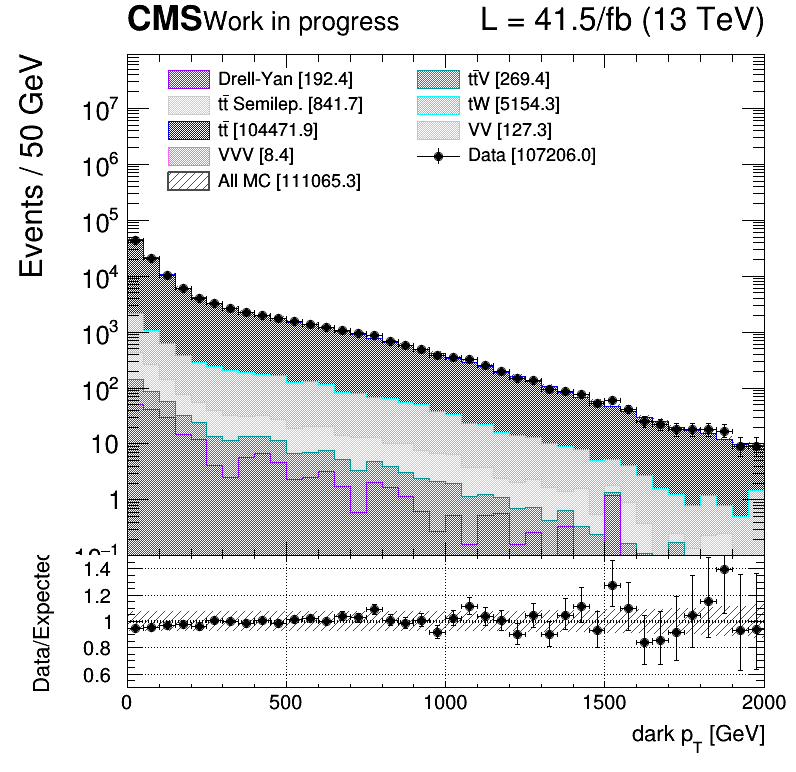 CMS Work in progress L = 41.5/fb (13 TeV)
Events / 50 GeV
Drell-Yan [192.4] tt̄V [269.4]
tt̄ Semilep. [841.7] tW [5154.3]
tt̄ [104471.9] VV [127.3]
VVV [8.4] Data [107206.0]
All MC [111065.3]
10⁷
10⁶
10⁵
10⁴
10³
10²
10
1
10⁻¹
Data/Expected
1.4
1.2
1
0.8
0.6
0 500 1000 1500 2000
dark p_T [GeV]